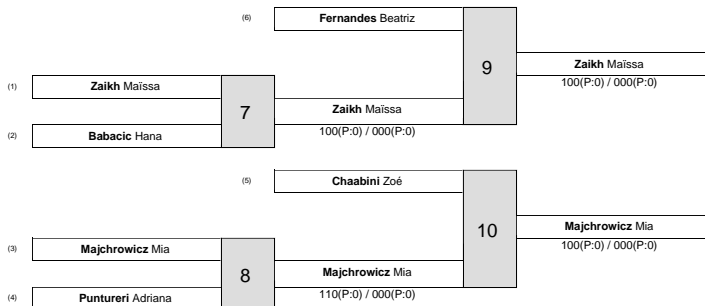 (6) Fernandes Beatriz
9
Zaikh Maïssa
100(P:0) / 000(P:0)
(1) Zaikh Maïssa
7
Zaikh Maïssa
100(P:0) / 000(P:0)
(2) Babacic Hana
(5) Chaabini Zoé
10
Majchrowicz Mia
100(P:0) / 000(P:0)
(3) Majchrowicz Mia
8
Majchrowicz Mia
110(P:0) / 000(P:0)
(4) Puntureri Adriana